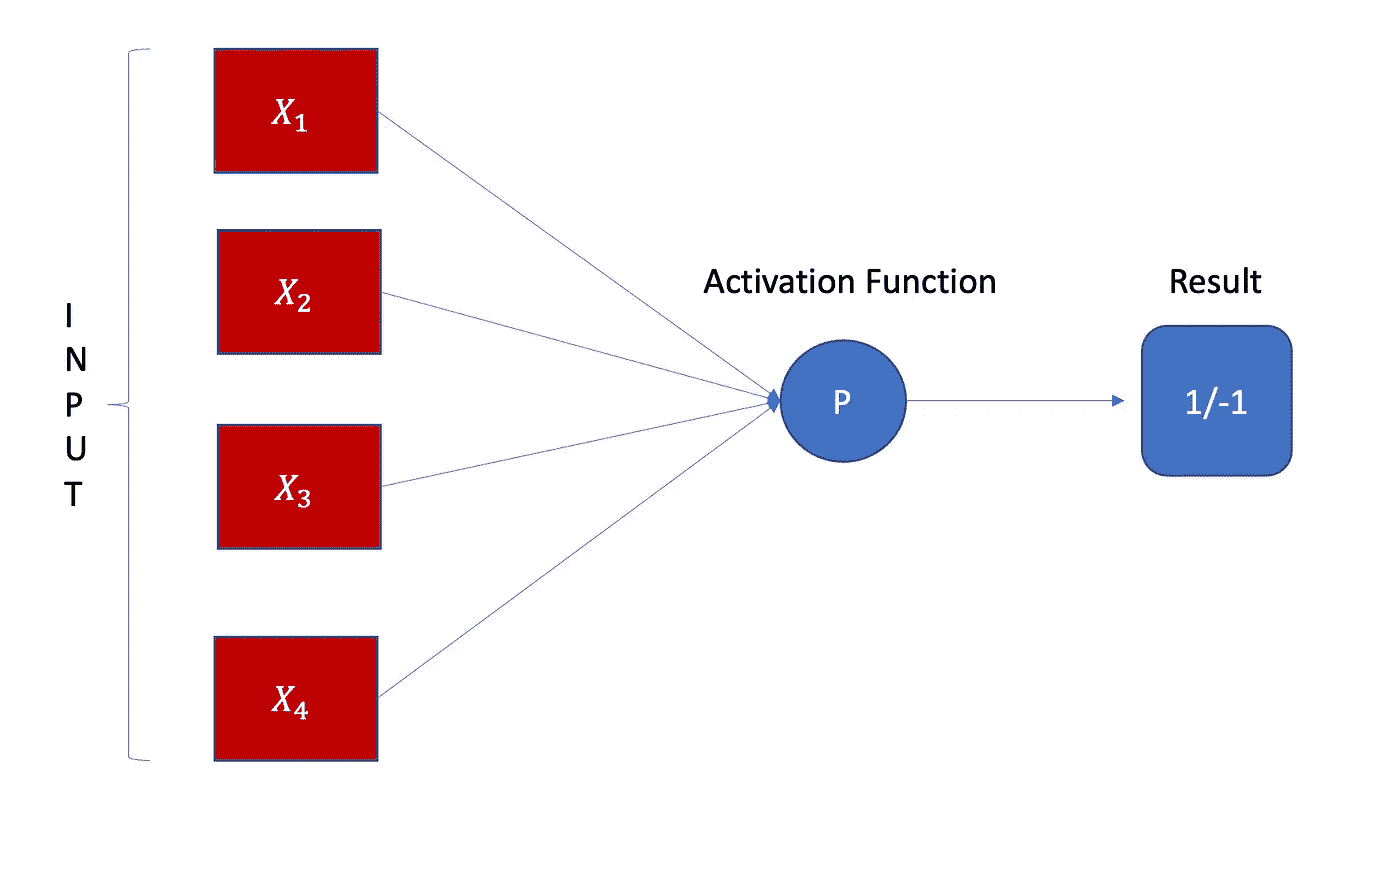 I
N
P
U
T
X₁
X₂
X₃
X₄
Activation Function
P
Result
1/-1